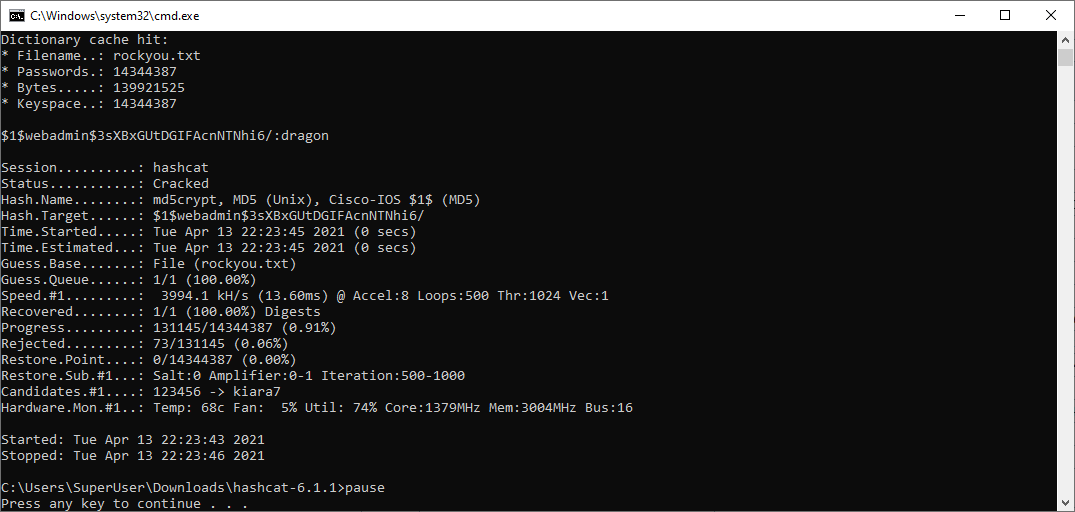 C:\Windows\system32\cmd.exe
Dictionary cache hit:
* Filename..: rockyou.txt
* Passwords.: 14344387
* Bytes.....: 139921525
* Keyspace..: 14344387
$1$webadmin$3sXBxGUtDGIFAcnNTNhi6/:dragon
Session..........: hashcat
Status...........: Cracked
Hash.Name........: md5crypt, MD5 (Unix), Cisco-IOS $1$ (MD5)
Hash.Target......: $1$webadmin$3sXBxGUtDGIFAcnNTNhi6/
Time.Started.....: Tue Apr 13 22:23:45 2021 (0 secs)
Time.Estimated...: Tue Apr 13 22:23:45 2021 (0 secs)
Guess.Base.......: File (rockyou.txt)
Guess.Queue......: 1/1 (100.00%)
Speed.#1.........:  3994.1 kH/s (13.60ms) @ Accel:8 Loops:500 Thr:1024 Vec:1
Recovered........: 1/1 (100.00%) Digests
Progress.........: 131145/14344387 (0.91%)
Rejected.........: 73/131145 (0.06%)
Restore.Point....: 0/14344387 (0.00%)
Restore.Sub.#1...: Salt:0 Amplifier:0-1 Iteration:500-1000
Candidates.#1....: 123456 -> kiara7
Hardware.Mon.#1..: Temp: 68c Fan:  5% Util: 74% Core:1379MHz Mem:3004MHz Bus:16
Started: Tue Apr 13 22:23:43 2021
Stopped: Tue Apr 13 22:23:46 2021
C:\Users\SuperUser\Downloads\hashcat-6.1.1>pause
Press any key to continue . . .